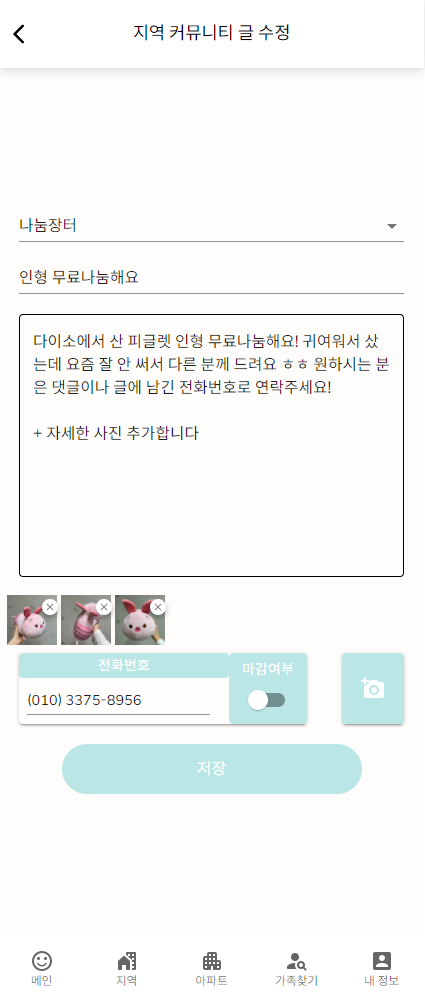 지역 커뮤니티 글 수정
나눔장터
인형 무료나눔해요
다이소에서 산 피글렛 인형 무료나눔해요! 귀여워서 샀
는데 요즘 잘 안 써서 다른 분께 드려요 ㅎㅎ 원하시는 분
은 댓글이나 글에 남긴 전화번호로 연락주세요!
+ 자세한 사진 추가합니다
전화번호
마감여부
(010) 3375-8956
저장
메인
지역
아파트
가족찾기
내 정보